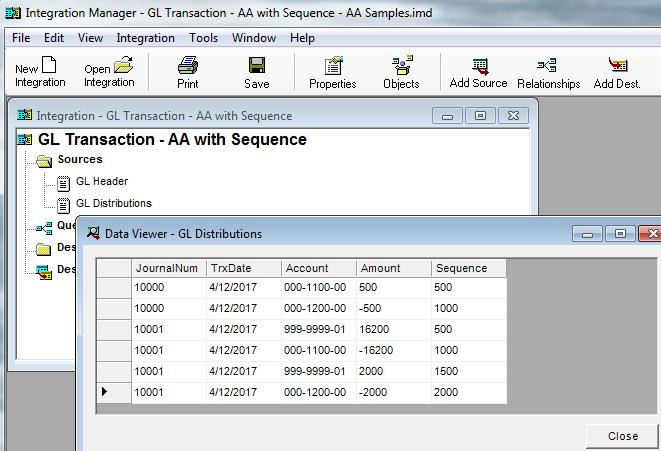 Integration Manager - GL Transaction - AA with Sequence - AA Samples.imd
File Edit View Integration Tools Window Help
New Integration Open Integration Print Save Properties Objects Add Source Relationships Add Dest.
Integration - GL Transaction - AA with Sequence
GL Transaction - AA with Sequence
Sources
GL Header
GL Distributions
Que
Des
Des
Data Viewer - GL Distributions
JournalNum TrxDate Account Amount Sequence
10000 4/12/2017 000-1100-00 500 500
10000 4/12/2017 000-1200-00 -500 1000
10001 4/12/2017 999-9999-01 16200 500
10001 4/12/2017 000-1100-00 -16200 1000
10001 4/12/2017 999-9999-01 2000 1500
10001 4/12/2017 000-1200-00 -2000 2000
Close